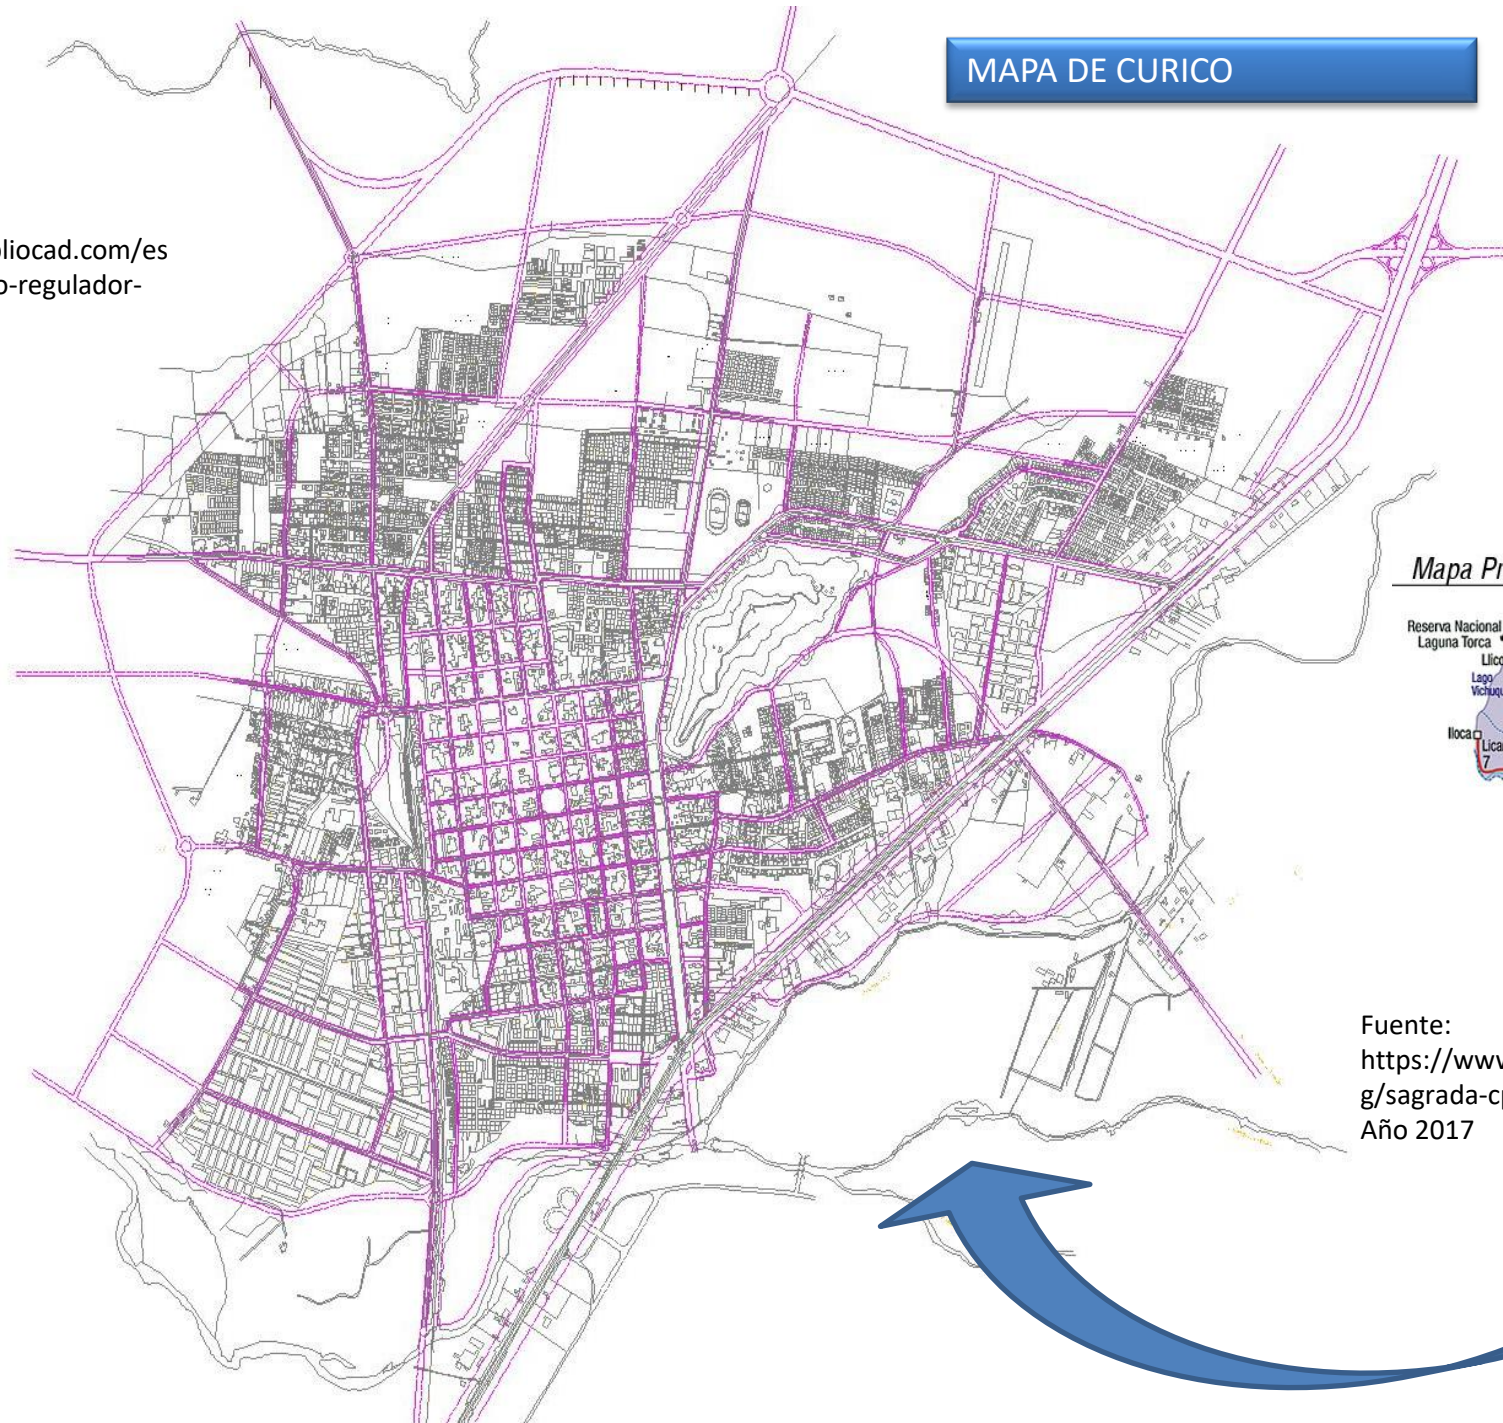 MAPA DE CURICO
liocad.com/es
o-regulador-
Mapa
Reserva Nacional
Laguna Torca
Lago
Iloca
7
Fuente:
https://www
g/sagrada-c
Año 2017